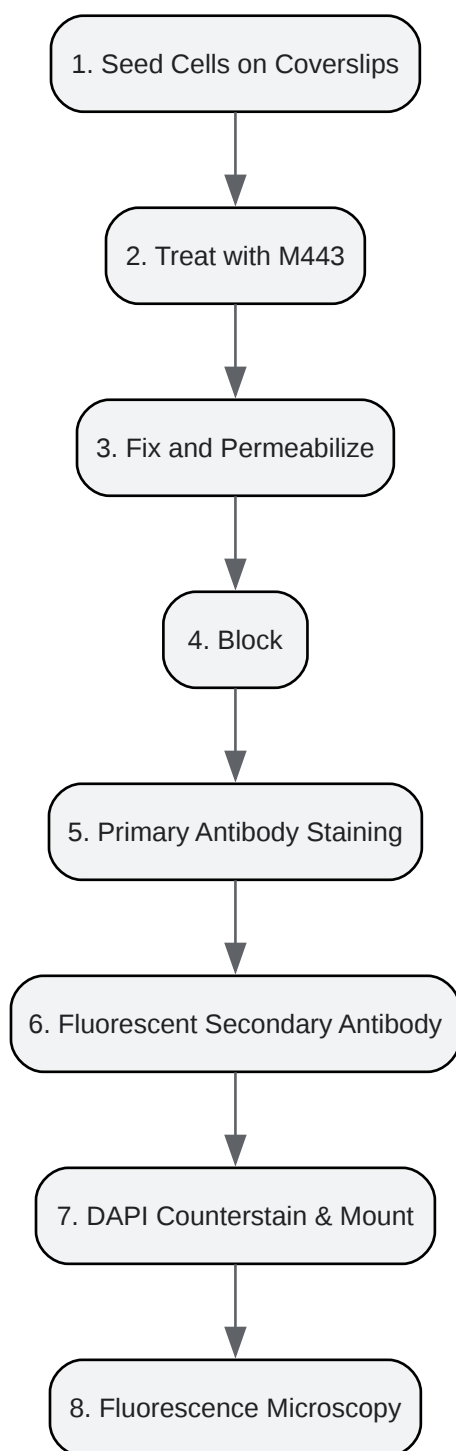 1. Seed Cells on Coverslips
2. Treat with M443
3. Fix and Permeabilize
4. Block
5. Primary Antibody Staining
6. Fluorescent Secondary Antibody
7. DAPI Counterstain & Mount
8. Fluorescence Microscopy